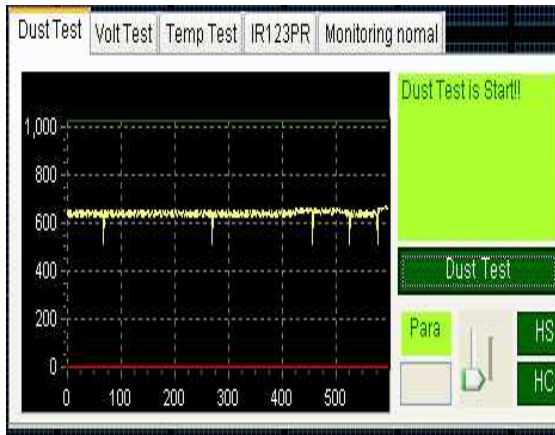 Dust Test Volt Test Temp Test IR123PR Monitoring nomal
Dust Test is Start!!
1,000
800
600
400
200
0
0 100 200 300 400 500
Dust Test
Para
HS
HC